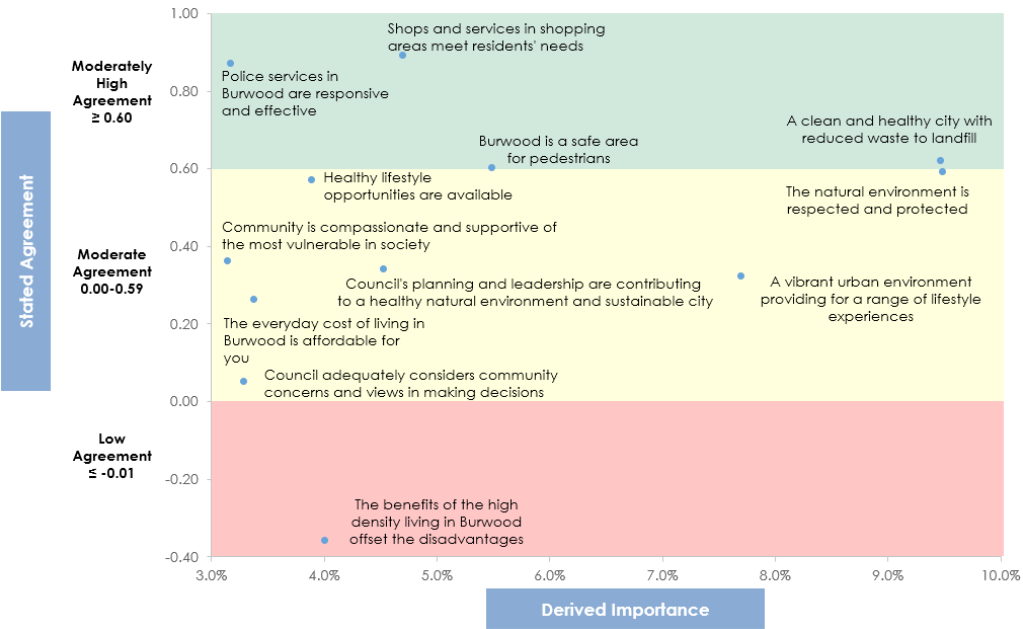 1.00
Shops and services in shopping
areas meet residents' needs
Moderately
High
Agreement
≥ 0.60
Police services in
Burwood are responsive
and effective
0.80
A clean and healthy city with
reduced waste to landfill
Burwood is a safe area
for pedestrians
0.60
Healthy lifestyle
opportunities are available
The natural environment is
respected and protected
Stated Agreement
Community is compassionate and supportive of
the most vulnerable in society
0.40
Moderate
Agreement
0.00-0.59
Council's planning and leadership are contributing
to a healthy natural environment and sustainable city
A vibrant urban environment
providing for a range of lifestyle
experiences
0.20
The everyday cost of living in
Burwood is affordable for
you
Council adequately considers community
concerns and views in making decisions
0.00
Low
Agreement
≤ -0.01
-0.20
The benefits of the high
density living in Burwood
offset the disadvantages
-0.40
3.0% 4.0% 5.0% 6.0% 7.0% 8.0% 9.0% 10.0%
Derived Importance